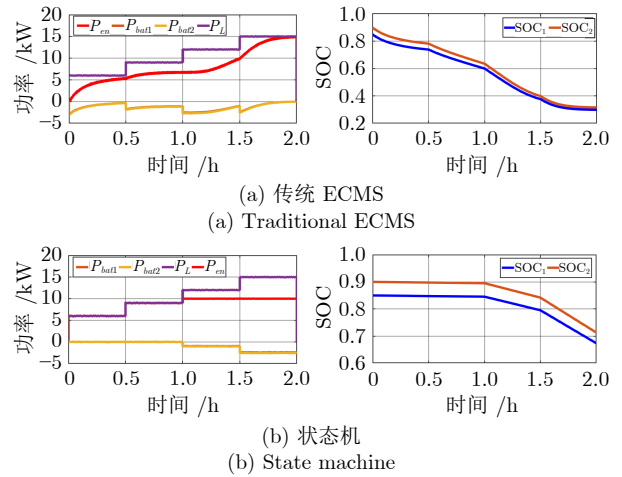 P_en P_bat1 P_bat2 P_L
功率 /kW
20
15
10
5
0
−5
0 0.5 1.0 1.5 2.0
时间 /h
SOC₁ SOC₂
SOC
1.0
0.8
0.6
0.4
0.2
0 0.5 1.0 1.5 2.0
时间 /h
(a) 传统 ECMS
(a) Traditional ECMS
P_bat1 P_bat2 P_L P_en
功率 /kW
20
15
10
5
0
−5
0 0.5 1.0 1.5 2.0
时间 /h
SOC₁ SOC₂
SOC
1.0
0.9
0.8
0.7
0.6
0 0.5 1.0 1.5 2.0
时间 /h
(b) 状态机
(b) State machine